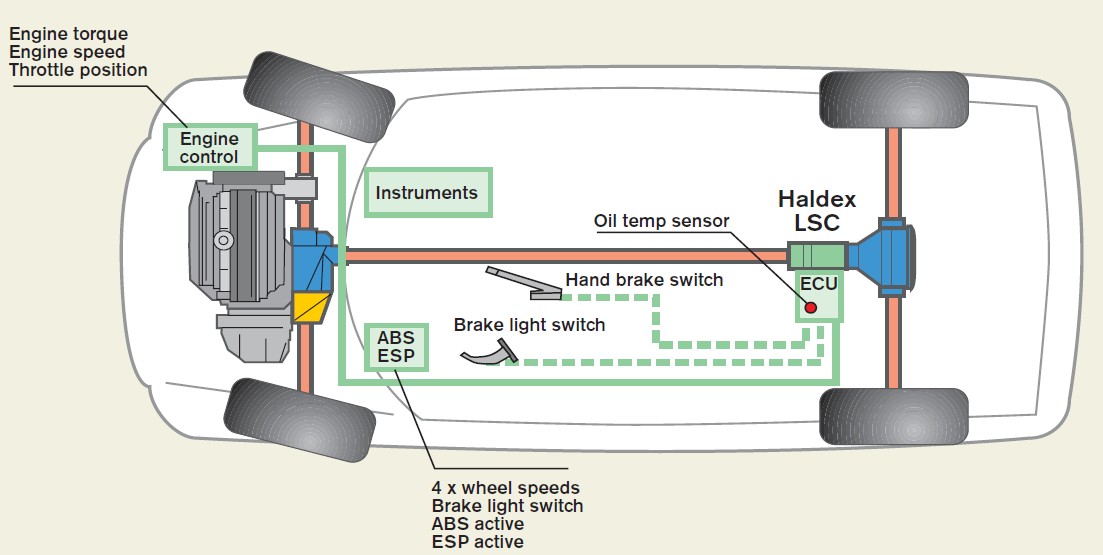 Engine torque
Engine speed
Throttle position
Engine
control
Instruments
Haldex
LSC
Oil temp sensor
Hand brake switch
ECU
Brake light switch
ABS
ESP
4 x wheel speeds
Brake light switch
ABS active
ESP active